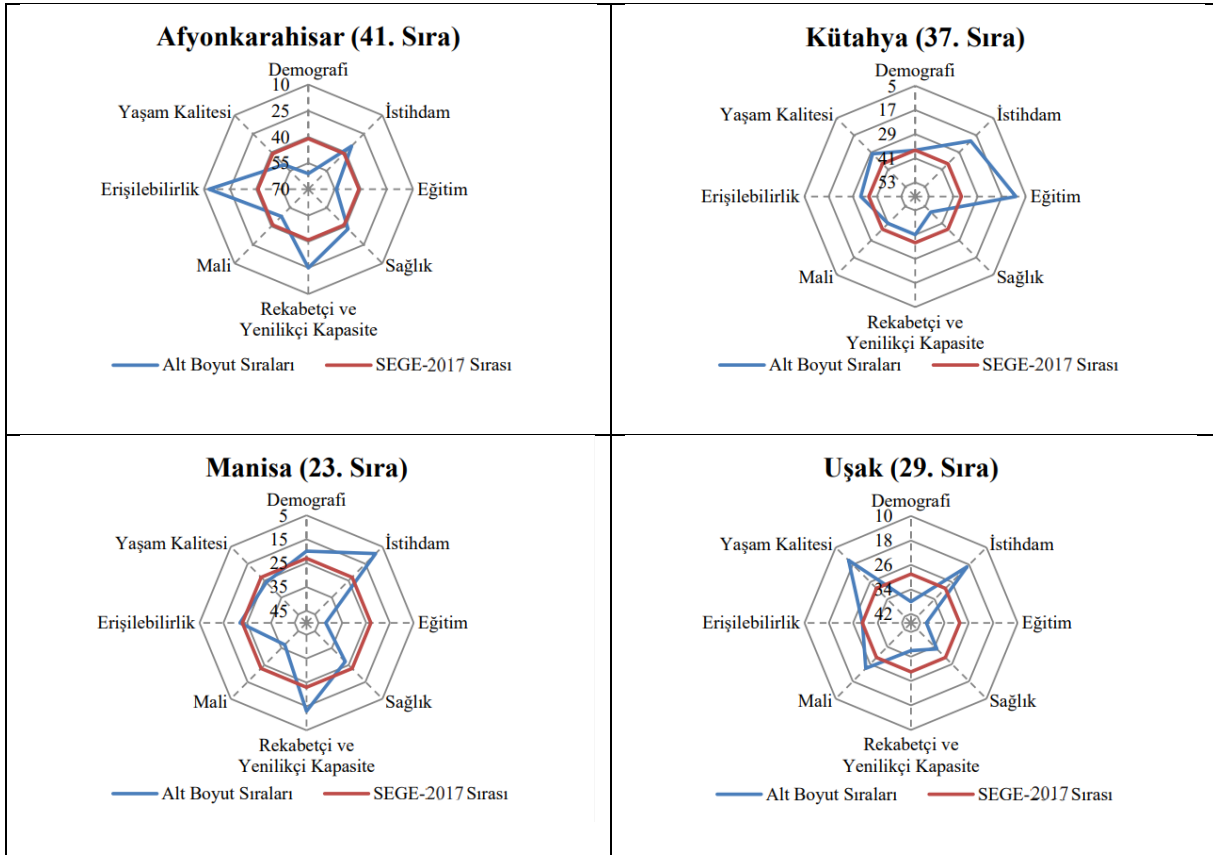 Afyonkarahisar (41. Sıra)
Demografi
10
Yaşam Kalitesi
İstihdam
25
40
55
Erişilebilirlik
70
Eğitim
Mali
Sağlık
Rekabetçi ve
Yenilikçi Kapasite
Alt Boyut Sıraları
SEGE-2017 Sırası
Kütahya (37. Sıra)
Demografi
5
Yaşam Kalitesi
17
İstihdam
29
41
53
Erişilebilirlik
Eğitim
Mali
Sağlık
Rekabetçi ve
Yenilikçi Kapasite
Alt Boyut Sıraları
SEGE-2017 Sırası
Manisa (23. Sıra)
Demografi
5
Yaşam Kalitesi
15
İstihdam
25
35
45
Erişilebilirlik
Eğitim
Mali
Sağlık
Rekabetçi ve
Yenilikçi Kapasite
Alt Boyut Sıraları
SEGE-2017 Sırası
Uşak (29. Sıra)
Demografi
10
Yaşam Kalitesi
18
İstihdam
26
34
42
Erişilebilirlik
Eğitim
Mali
Sağlık
Rekabetçi ve
Yenilikçi Kapasite
Alt Boyut Sıraları
SEGE-2017 Sırası